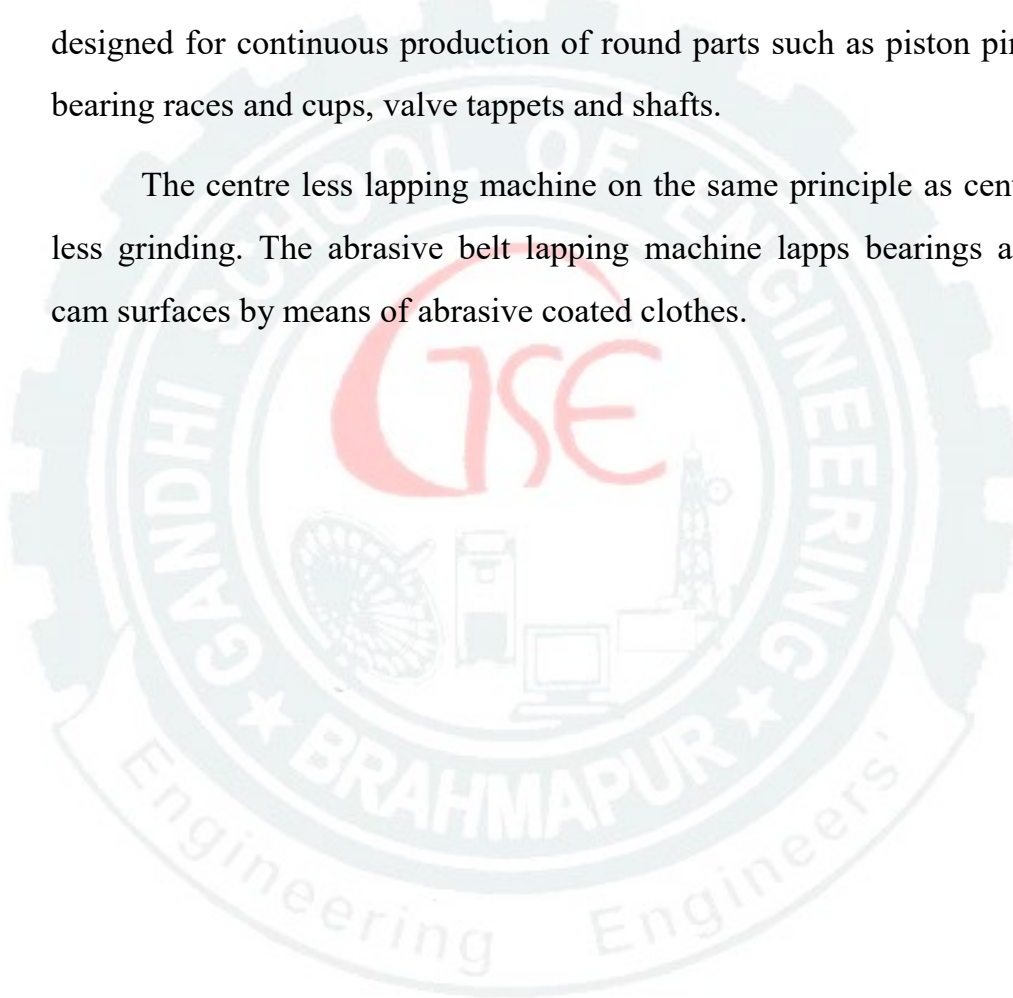 designed for continuous production of round parts such as piston pin
bearing races and cups, valve tappets and shafts.
The centre less lapping machine on the same principle as cen
less grinding. The abrasive belt lapping machine lapps bearings a
cam surfaces by means of abrasive coated clothes.
GANDHI SCHOOL OF ENGINEERING
GSE
★ BRAHMAPUR ★
Engineering Engineers'